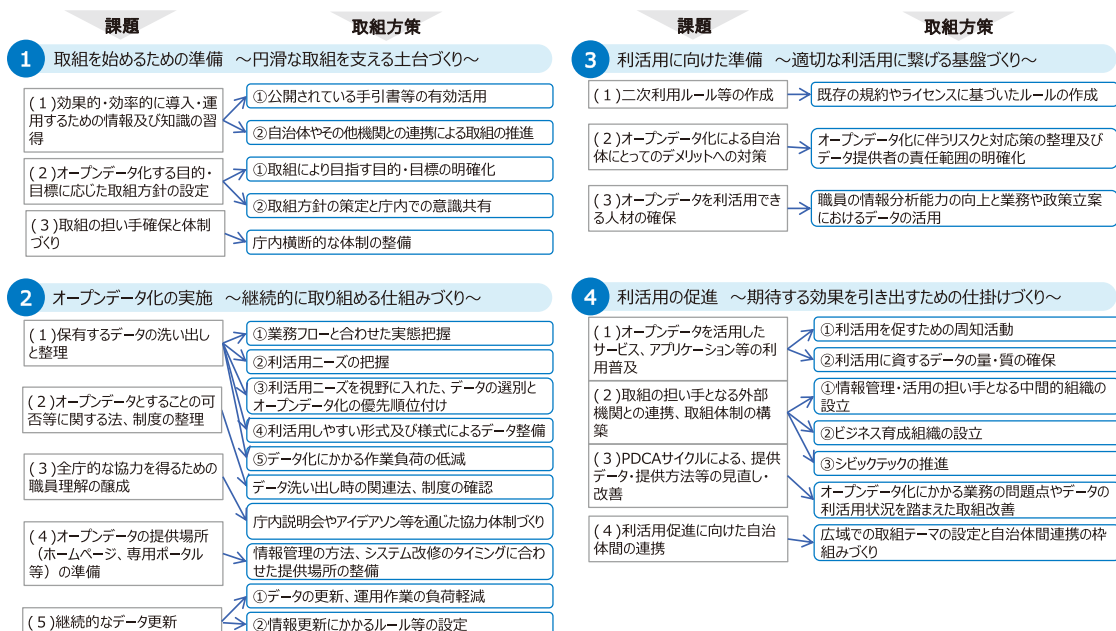 課題
取組方策
1 取組を始めるための準備 ～円滑な取組を支える土台づくり～
(1)効果的・効率的に導入・運
用するための情報及び知識の習
得
①公開されている手引書等の有効活用
②自治体やその他機関との連携による取組の推進
(2)オープンデータ化する目的・
目標に応じた取組方針の設定
①取組により目指す目的・目標の明確化
②取組方針の策定と庁内での意識共有
(3)取組の担い手確保と体制
づくり
庁内横断的な体制の整備
2 オープンデータ化の実施 ～継続的に取り組める仕組みづくり～
(1)保有するデータの洗い出し
と整理
①業務フローと合わせた実態把握
②利活用ニーズの把握
③利活用ニーズを視野に入れた、データの選別と
オープンデータ化の優先順位付け
④利活用しやすい形式及び様式によるデータ整備
⑤データ化にかかる作業負荷の低減
(2)オープンデータとすることの可
否等に関する法、制度の整理
データ洗い出し時の関連法、制度の確認
(3)全庁的な協力を得るための
職員理解の醸成
庁内説明会やアイデアソン等を通じた協力体制づくり
(4)オープンデータの提供場所
（ホームページ、専用ポータル
等）の準備
情報管理の方法、システム改修のタイミングに合わ
せた提供場所の整備
(5)継続的なデータ更新
①データの更新、運用作業の負荷軽減
②情報更新にかかるルール等の設定
課題
取組方策
3 利活用に向けた準備 ～適切な利活用に繋げる基盤づくり～
(1)二次利用ルール等の作成
既存の規約やライセンスに基づいたルールの作成
(2)オープンデータ化による自治
体にとってのデメリットへの対策
オープンデータ化に伴うリスクと対応策の整理及び
データ提供者の責任範囲の明確化
(3)オープンデータを利活用でき
る人材の確保
職員の情報分析能力の向上と業務や政策立案
におけるデータの活用
4 利活用の促進 ～期待する効果を引き出すための仕掛けづくり～
(1)オープンデータを活用した
サービス、アプリケーション等の利
用普及
①利活用を促すための周知活動
②利活用に資するデータの量・質の確保
(2)取組の担い手となる外部
機関との連携、取組体制の構
築
①情報管理・活用の担い手となる中間的組織の
設立
②ビジネス育成組織の設立
③シビックテックの推進
(3)PDCAサイクルによる、提供
データ・提供方法等の見直し・
改善
オープンデータ化にかかる業務の問題点やデータの
利活用状況を踏まえた取組改善
(4)利活用促進に向けた自治
体間の連携
広域での取組テーマの設定と自治体間連携の枠
組みづくり